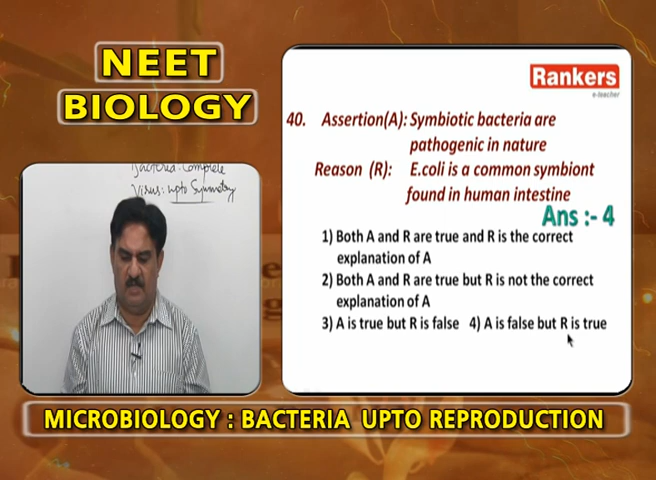 NEET
BIOLOGY
Rankers
e-teacher
40. Assertion(A): Symbiotic bacteria are
pathogenic in nature
Reason (R): E.coli is a common symbiont
found in human intestine
Ans :- 4
1) Both A and R are true and R is the correct
explanation of A
2) Both A and R are true but R is not the correct
explanation of A
3) A is true but R is false 4) A is false but R is true
Bacteria: Complete
Virus: upto Symmetry
MICROBIOLOGY : BACTERIA UPTO REPRODUCTION